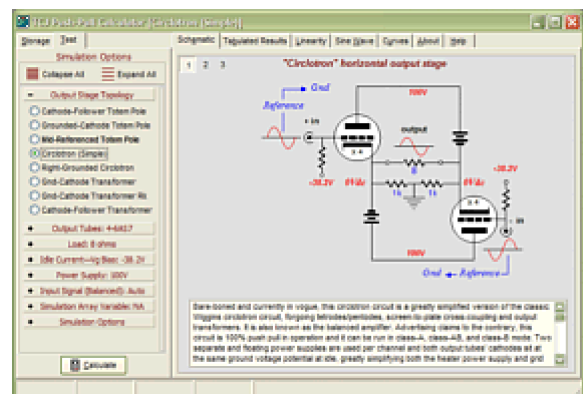 TCJ Push-Pull Calculator [Circlotron (Simple)]
Storage Test
Simulation Options
Collapse All Expand All
Output Stage Topology
Cathode-Follower Totem Pole
Grounded-Cathode Totem Pole
Mid-Referenced Totem Pole
Circlotron (Simple)
Right-Grounded Circlotron
Gnd-Cathode Transformer
Gnd-Cathode Transformer Rk
Cathode-Follower Transformer
Output Tubes:
Load: 8 ohms
Idle Current—Vg Bias: -38.2V
Power Supply: 100V
Input Signal (Balanced): Auto
Simulation Array Variable: NA
Simulation Options
Calculate
Schematic Tabulated Results Linearity Sine Wave Curves About Help
1 2 3
"Circlotron" horizontal output stage
Gnd
Reference
+ in
100V
output
8
-38.2V
0Vdc
0Vdc
1k
1k
-38.2V
- in
100V
Gnd Reference
Bare-boned and currently in vogue, this circlotron circuit is a greatly simplified version of the classic
Wiggins circlotron circuit, forgoing tetrodes/pentodes, screen-to-plate cross-coupling and output
transformers. It is also known as the balanced amplifier. Advertising claims to the contrary, this
circuit is 100% push pull in operation and it can be run in class-A, class-AB, and class-B mode. Two
separate and floating power supplies are used per channel and both output tubes' cathodes sit at
the same ground voltage potential at idle, greatly simplifying both the heater power supply and grid